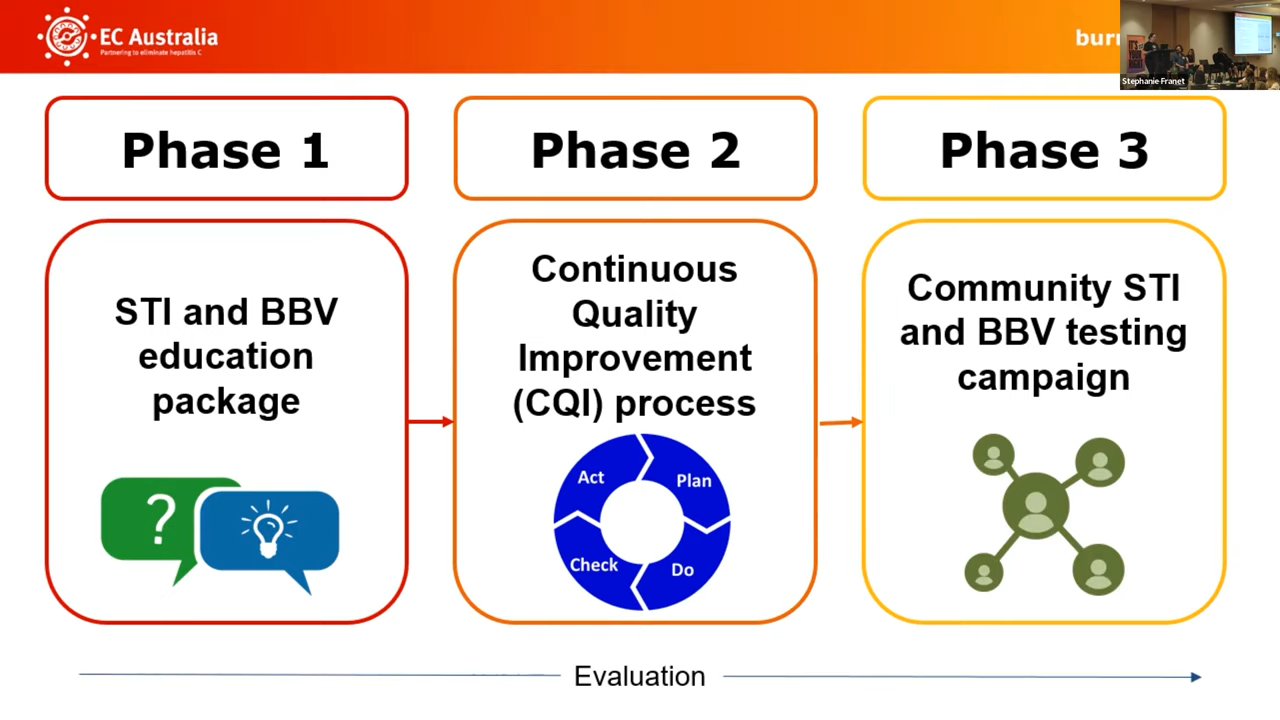 EC Australia
Partnering to eliminate hepatitis C
Stephanie Franet
Phase 1
Phase 2
Phase 3
STI and BBV
education
package
Continuous
Quality
Improvement
(CQI) process
Act
Plan
Check
Do
Community STI
and BBV testing
campaign
Evaluation